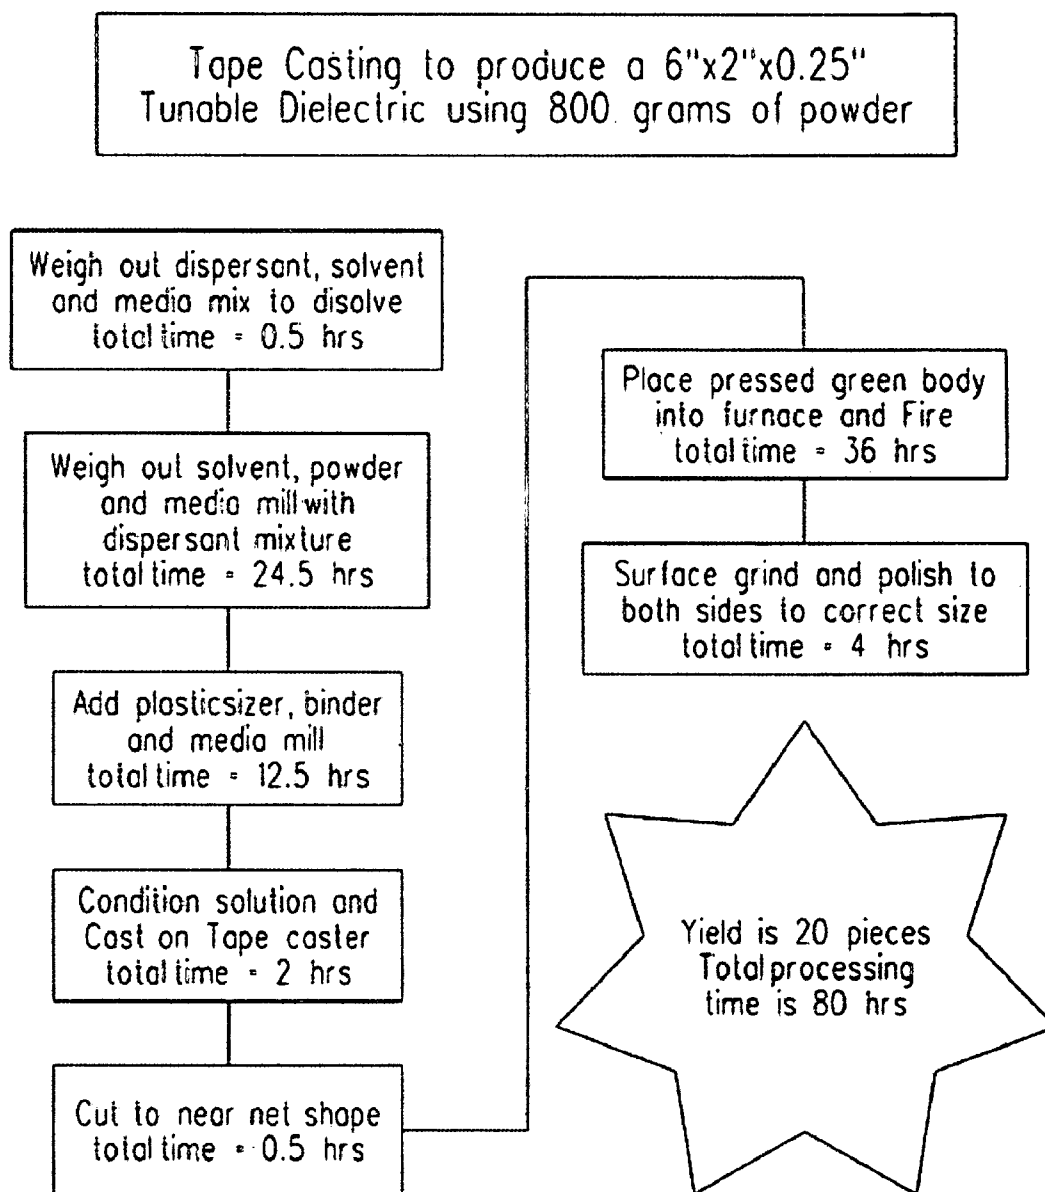 Tape Casting to produce a 6"x2"x0.25"
Tunable Dielectric using 800 grams of powder
Weigh out dispersant, solvent
and media mix to disolve
total time = 0.5 hrs
Weigh out solvent, powder
and media mill with
dispersant mixture
total time = 24.5 hrs
Add plasticsizer, binder
and media mill
total time = 12.5 hrs
Condition solution and
Cast on Tape caster
total time = 2 hrs
Cut to near net shape
total time = 0.5 hrs
Place pressed green body
into furnace and Fire
total time = 36 hrs
Surface grind and polish to
both sides to correct size
total time = 4 hrs
Yield is 20 pieces
Total processing
time is 80 hrs